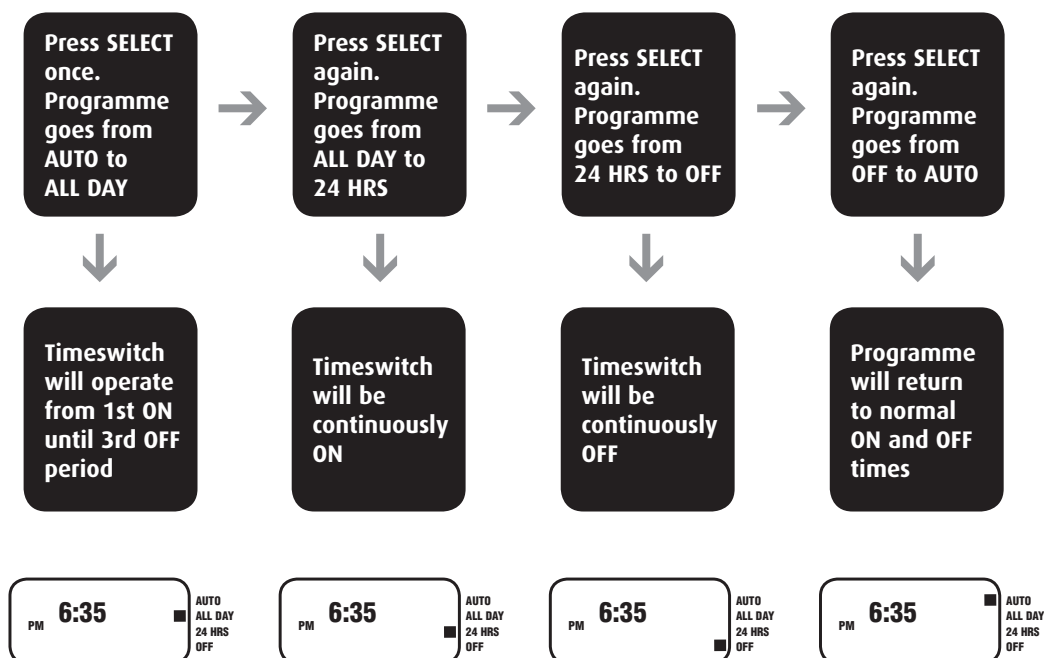 Press SELECT
once.
Programme
goes from
AUTO to
ALL DAY
Press SELECT
again.
Programme
goes from
ALL DAY to
24 HRS
Press SELECT
again.
Programme
goes from
24 HRS to OFF
Press SELECT
again.
Programme
goes from
OFF to AUTO
Timeswitch
will operate
from 1st ON
until 3rd OFF
period
Timeswitch
will be
continuously
ON
Timeswitch
will be
continuously
OFF
Programme
will return
to normal
ON and OFF
times
PM 6:35
AUTO
ALL DAY
24 HRS
OFF
PM 6:35
AUTO
ALL DAY
24 HRS
OFF
PM 6:35
AUTO
ALL DAY
24 HRS
OFF
PM 6:35
AUTO
ALL DAY
24 HRS
OFF